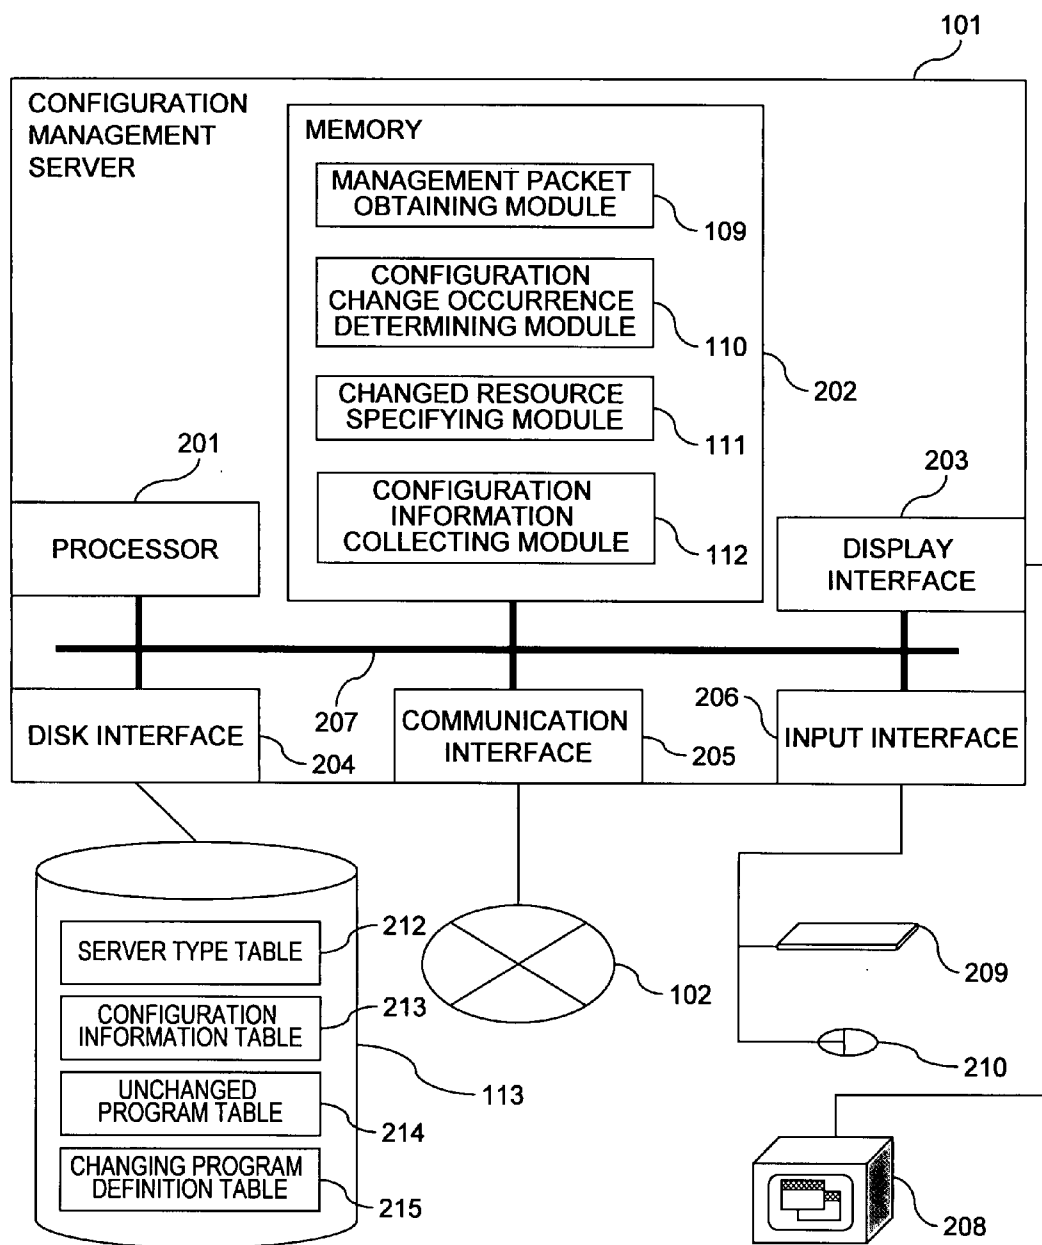 101
CONFIGURATION
MANAGEMENT
SERVER
MEMORY
MANAGEMENT PACKET
OBTAINING MODULE
109
CONFIGURATION
CHANGE OCCURRENCE
DETERMINING MODULE
110
202
CHANGED RESOURCE
SPECIFYING MODULE
111
CONFIGURATION
INFORMATION
COLLECTING MODULE
112
201
PROCESSOR
203
DISPLAY
INTERFACE
207
DISK INTERFACE
204
COMMUNICATION
INTERFACE
205
206
INPUT INTERFACE
SERVER TYPE TABLE
212
CONFIGURATION
INFORMATION TABLE
213
UNCHANGED
PROGRAM TABLE
214
CHANGING PROGRAM
DEFINITION TABLE
215
113
102
209
210
208